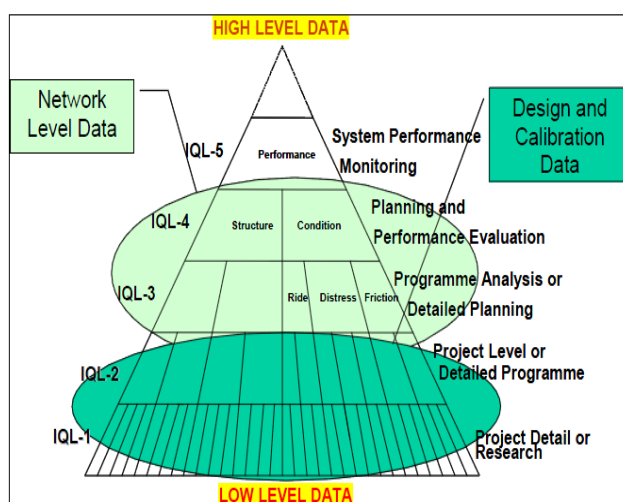 HIGH LEVEL DATA
Network
Level Data
Design and
Calibration
Data
IQL-5
Performance
System Performance
Monitoring
IQL-4
Structure
Condition
Planning and
Performance Evaluation
IQL-3
Ride
Distress
Friction
Programme Analysis or
Detailed Planning
IQL-2
Project Level or
Detailed Programme
IQL-1
Project Detail or
Research
LOW LEVEL DATA